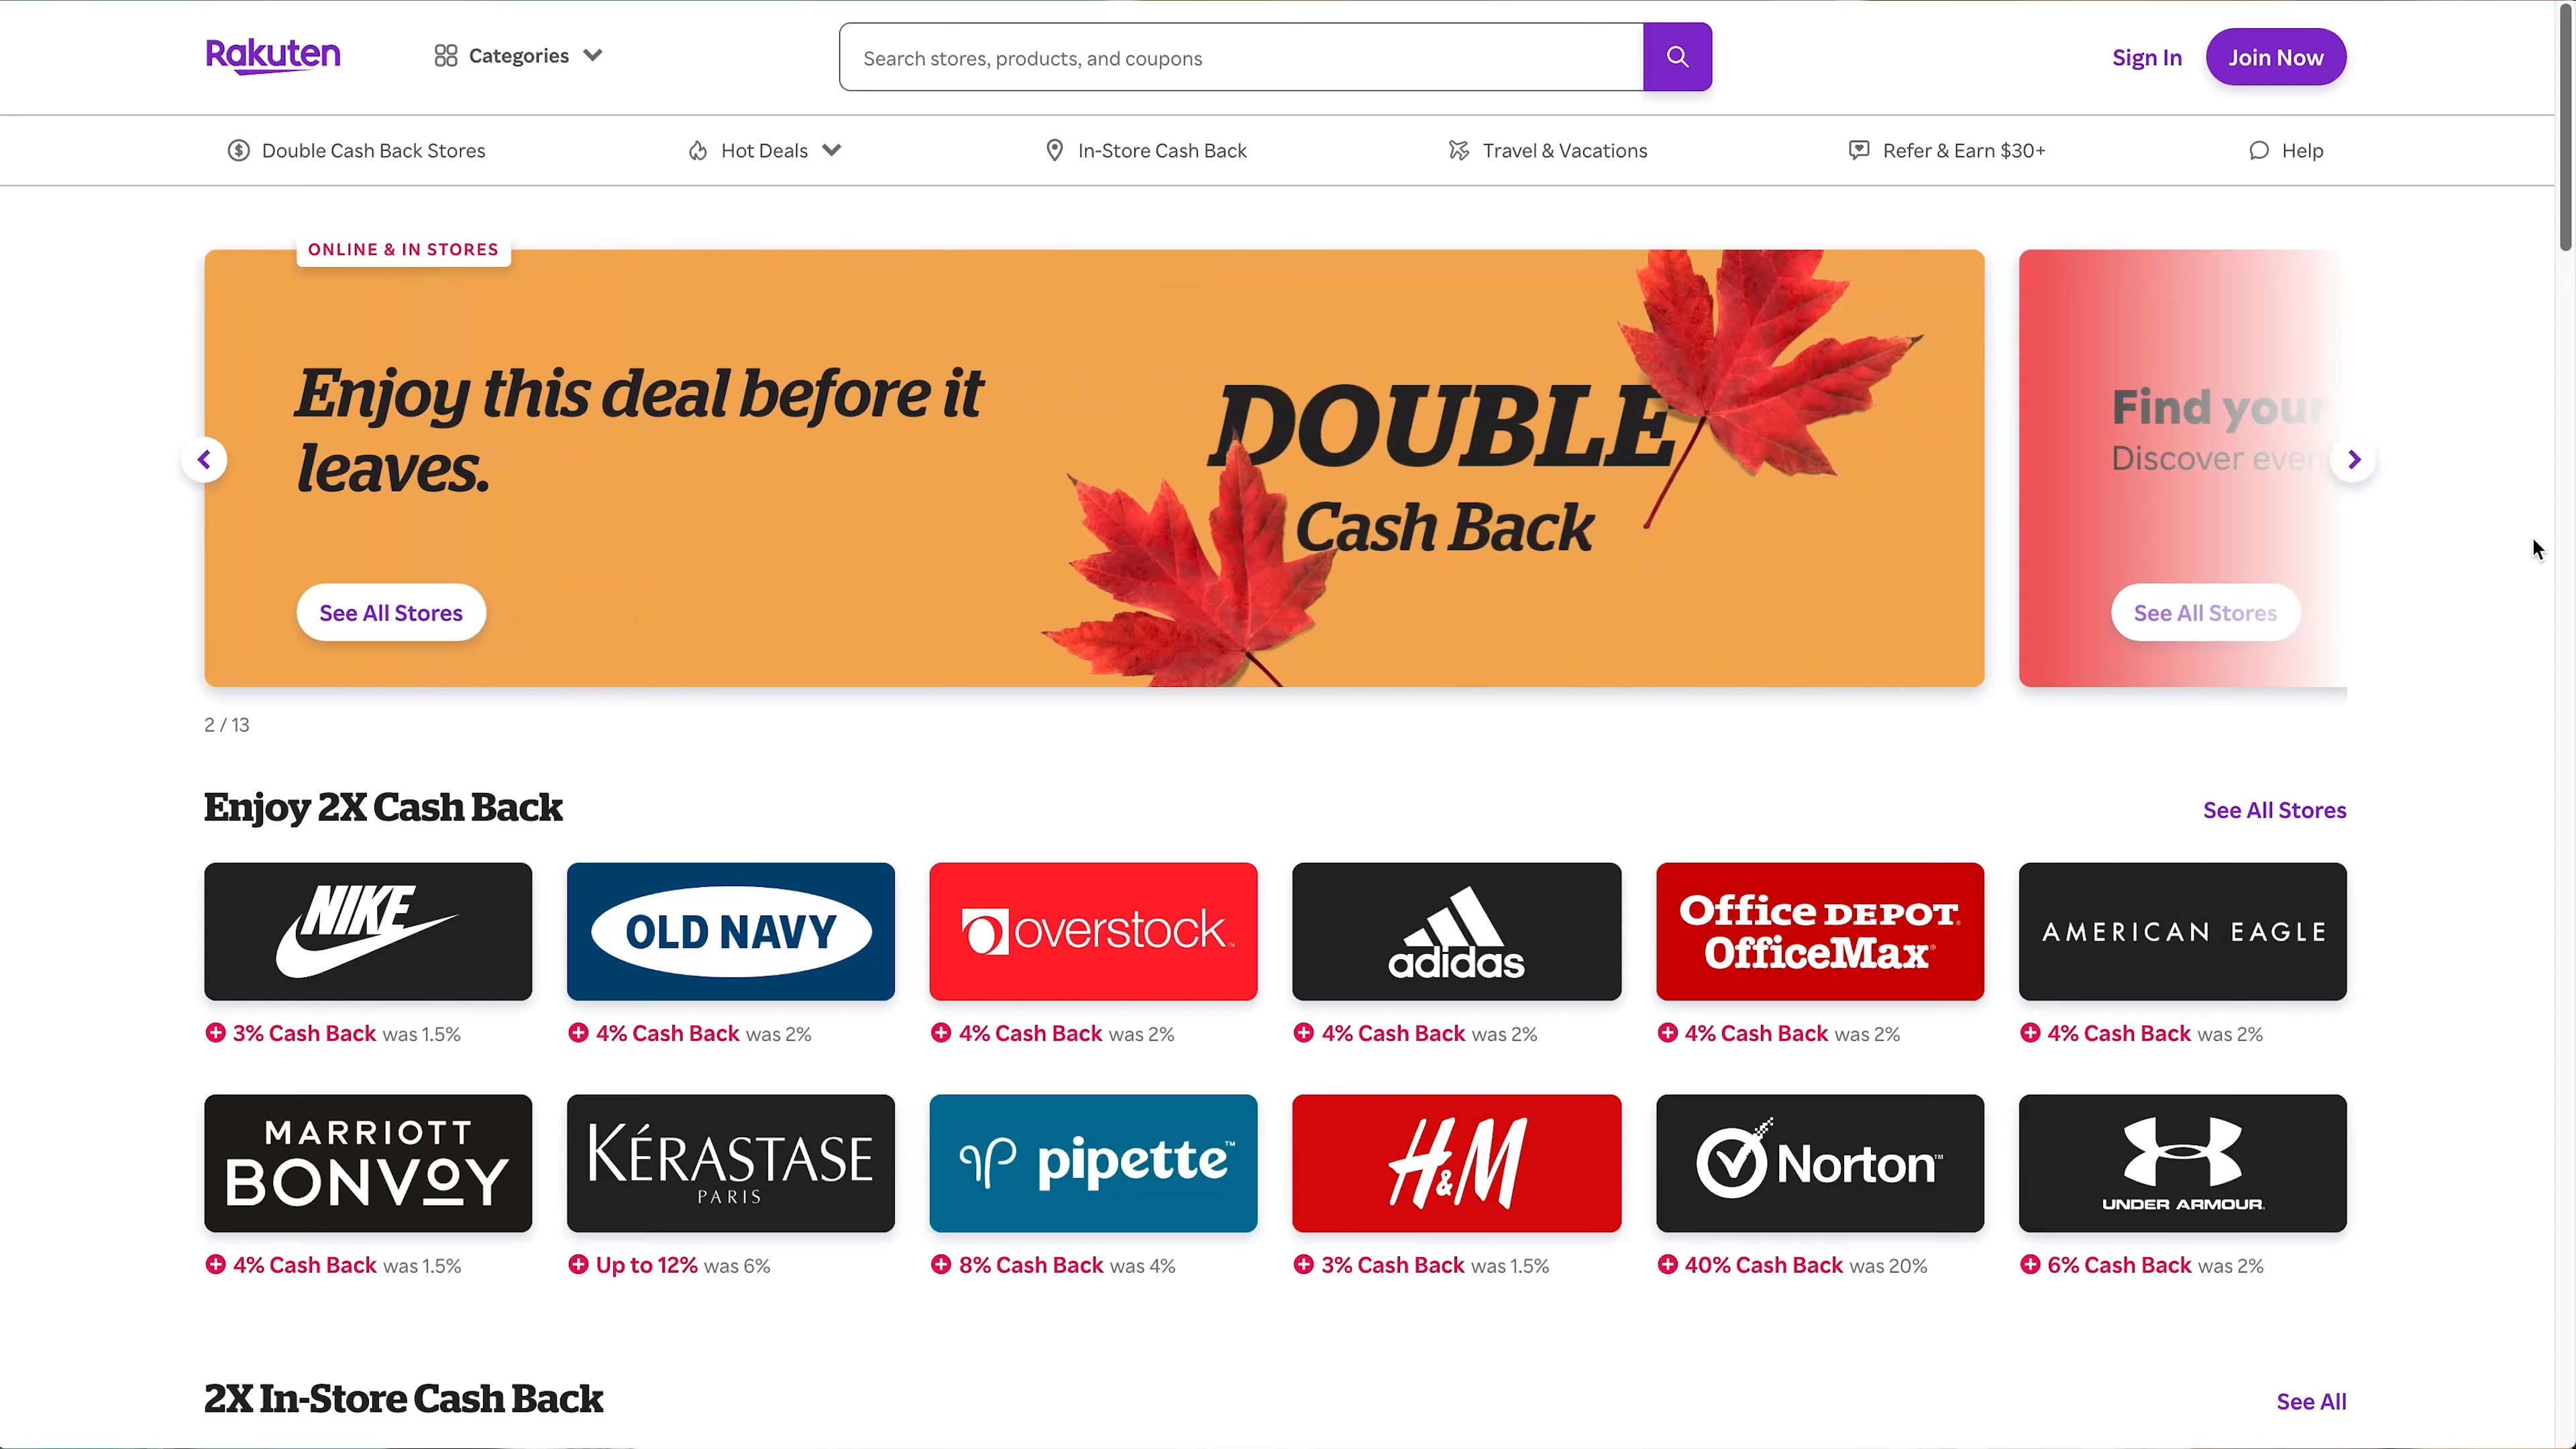 Rakuten
Categories
Search stores, products, and coupons
Sign In
Join Now
Double Cash Back Stores
Hot Deals
In-Store Cash Back
Travel & Vacations
Refer & Earn $30+
Help
ONLINE & IN STORES
Enjoy this deal before it
leaves.
DOUBLE
Cash Back
See All Stores
Find your
Discover even
See All Stores
2 / 13
Enjoy 2X Cash Back
See All Stores
NIKE
OLD NAVY
overstock™
adidas
Office DEPOT
OfficeMax®
AMERICAN EAGLE
3% Cash Back was 1.5%
4% Cash Back was 2%
4% Cash Back was 2%
4% Cash Back was 2%
4% Cash Back was 2%
4% Cash Back was 2%
MARRIOTT
BONVOY
KÉRASTASE
PARIS
pipette™
H&M
Norton™
UNDER ARMOUR
4% Cash Back was 1.5%
Up to 12% was 6%
8% Cash Back was 4%
3% Cash Back was 1.5%
40% Cash Back was 20%
6% Cash Back was 2%
2X In-Store Cash Back
See All